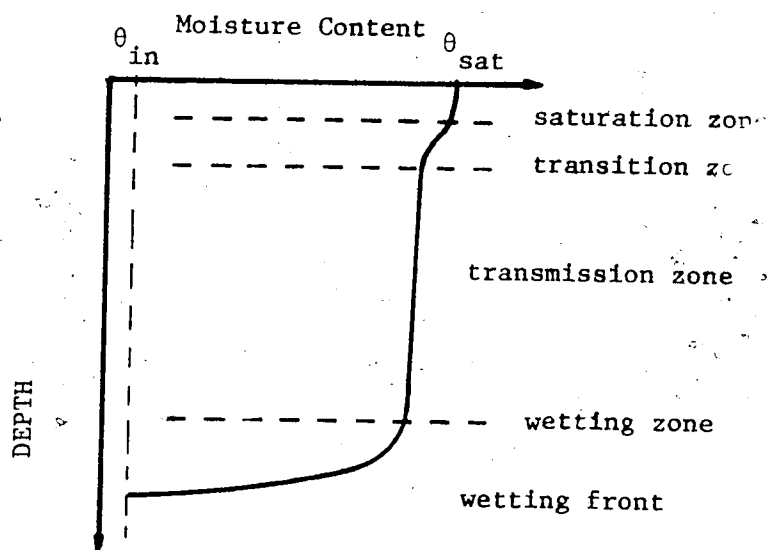 Moisture Content
θin
θsat
saturation
transition
transmission zone
wetting zone
DEPTH
wetting front